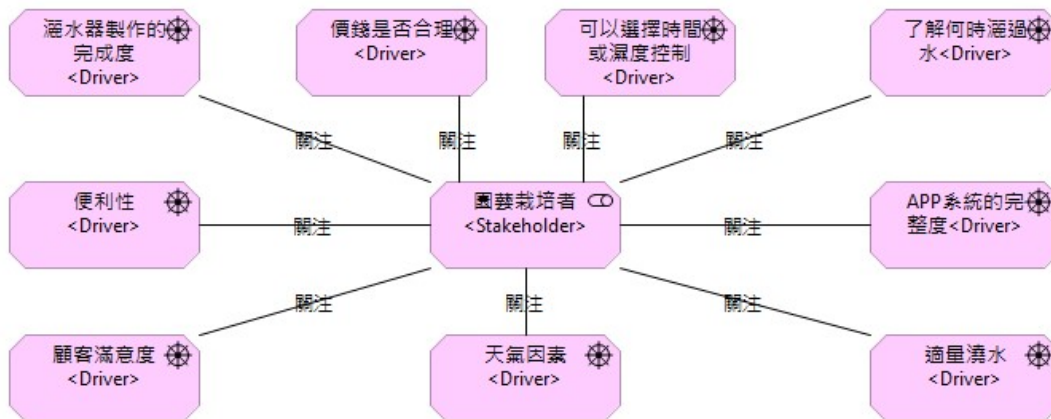 灑水器製作的
完成度
<Driver>
價錢是否合理
<Driver>
可以選擇時間
或濕度控制
<Driver>
了解何時灑過
水<Driver>
關注
關注
關注
關注
便利性
<Driver>
關注
園藝栽培者
<Stakeholder>
關注
APP系統的完
整度<Driver>
關注
關注
關注
顧客滿意度
<Driver>
天氣因素
<Driver>
適量澆水
<Driver>